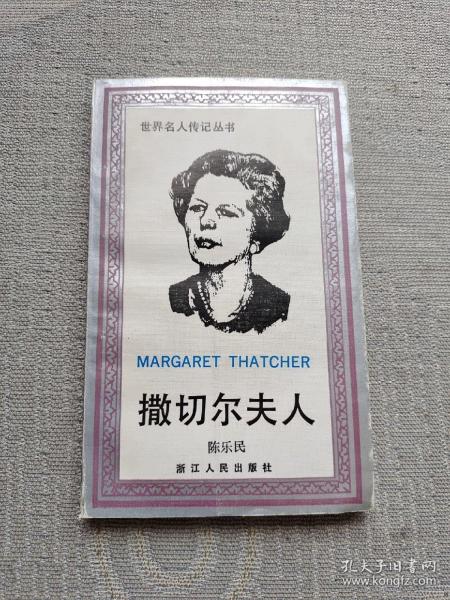 世界名人传记丛书
MARGARET THATCHER
撒切尔夫人
陈乐民
浙江人民出版社
孔夫子旧书网
www.kongfz.com